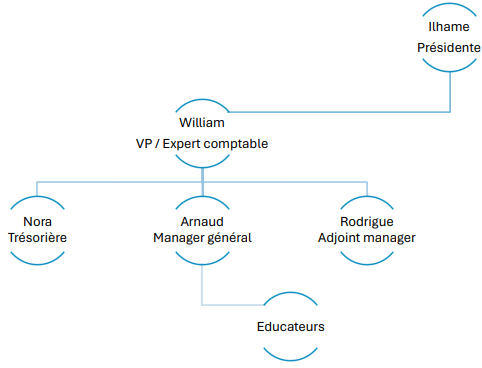 Ilhame
Présidente
William
VP / Expert comptable
Nora
Trésorière
Arnaud
Manager général
Rodrigue
Adjoint manager
Educateurs